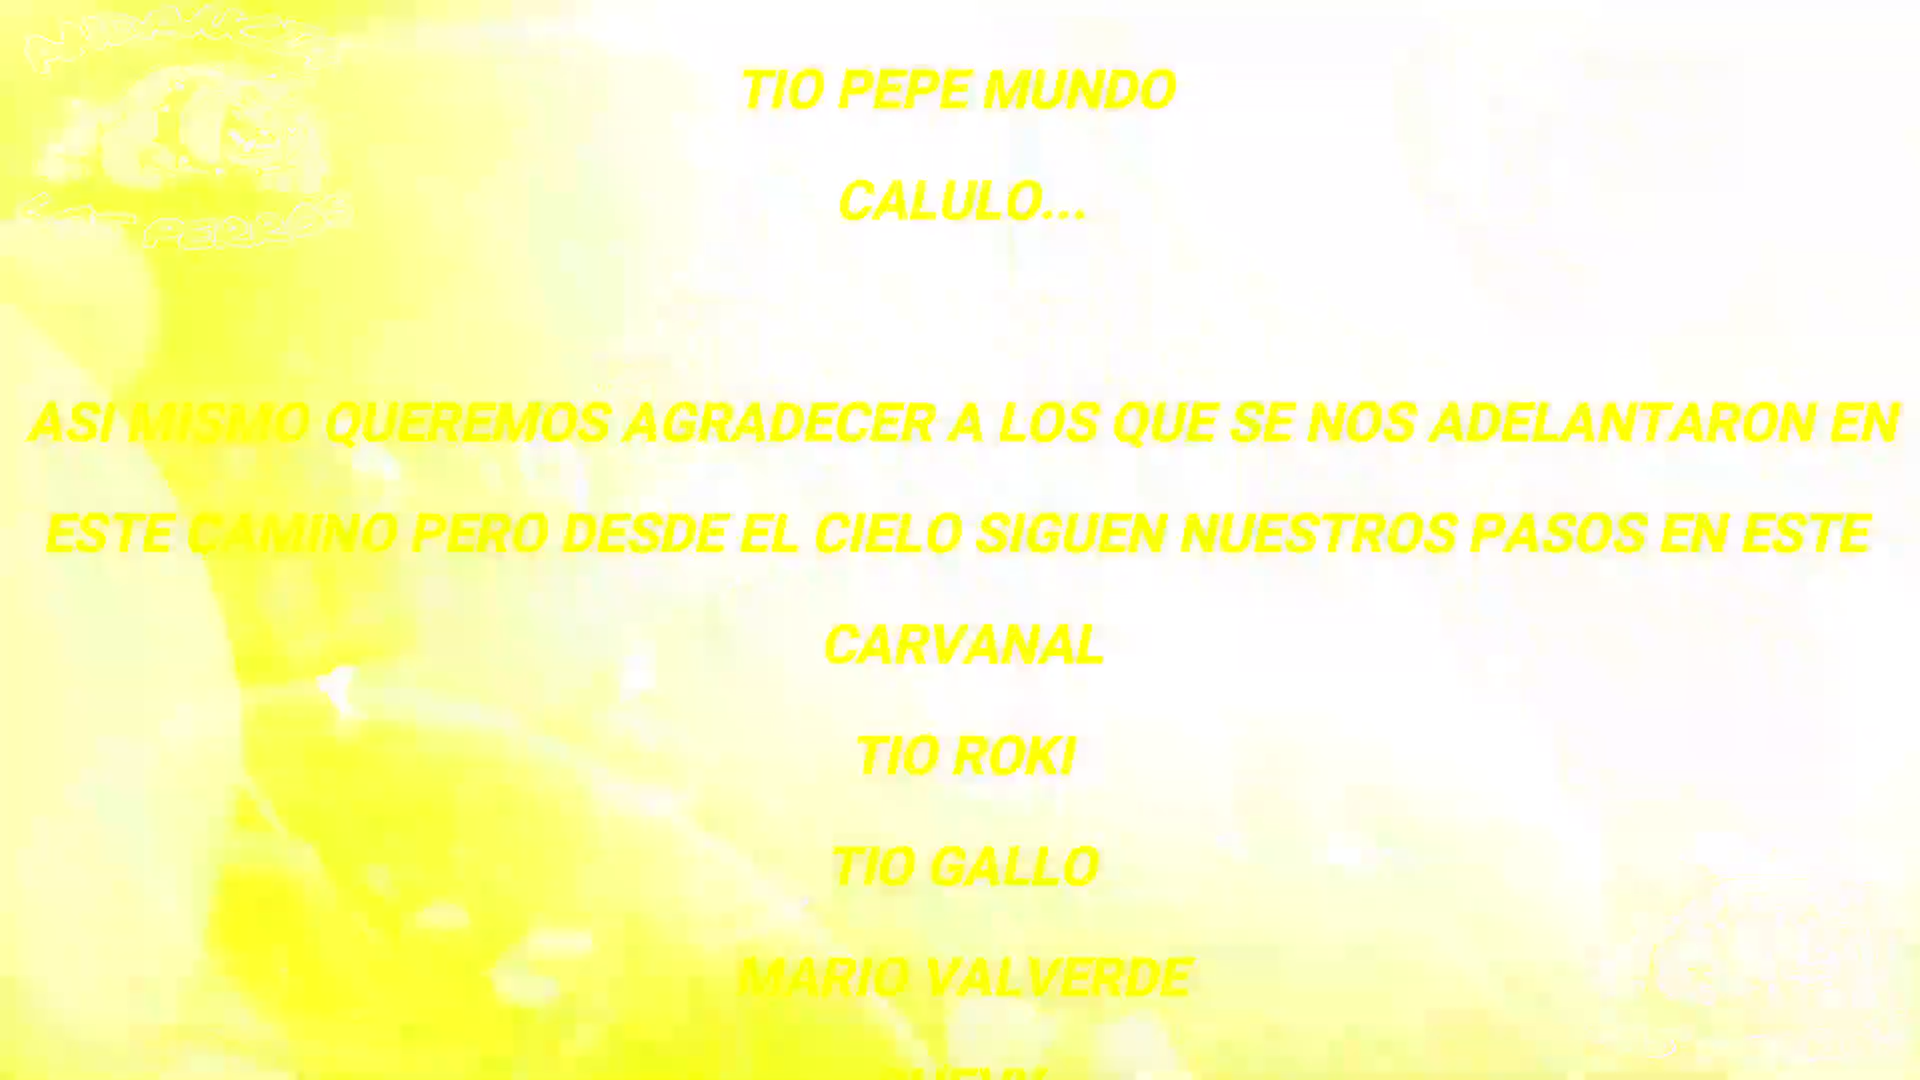 TIO PEPE MUNDO
CALULO...
ASI MISMO QUEREMOS AGRADECER A LOS QUE SE NOS ADELANTARON EN
ESTE CAMINO PERO DESDE EL CIELO SIGUEN NUESTROS PASOS EN ESTE
CARVANAL
TIO ROKI
TIO GALLO
MARIO VALVERDE